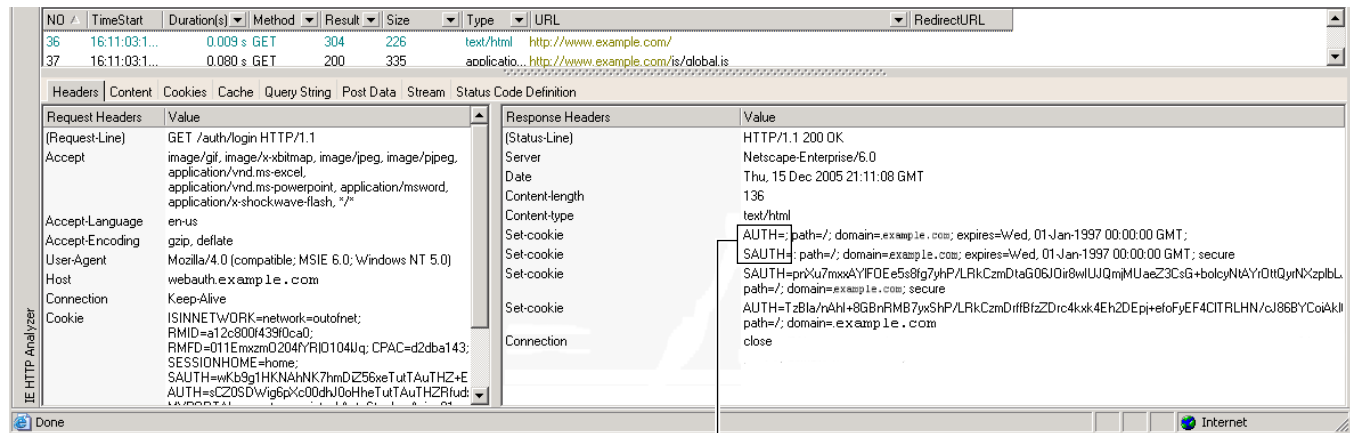 NO TimeStart Duration(s) Method Result Size Type URL RedirectURL
36 16:11:03:1... 0.009 s GET 304 226 text/html http://www.example.com/
37 16:11:03:1... 0.080 s GET 200 335 applicatio... http://www.example.com/js/global.js
Headers Content Cookies Cache Query String Post Data Stream Status Code Definition
Request Headers Value
(Request-Line) GET /auth/login HTTP/1.1
Accept image/gif, image/x-xbitmap, image/jpeg, image/pjpeg,
application/vnd.ms-excel,
application/vnd.ms-powerpoint, application/msword,
application/x-shockwave-flash, */*
Accept-Language en-us
Accept-Encoding gzip, deflate
User-Agent Mozilla/4.0 (compatible; MSIE 6.0; Windows NT 5.0)
Host webauth.example.com
Connection Keep-Alive
Cookie ISINNETWORK=network=outofnet;
RMID=a12c800f439f0ca0;
CPAC=d2dba143;
SESSIONHOME=home;
Response Headers Value
(Status-Line) HTTP/1.1 200 OK
Server Netscape-Enterprise/6.0
Date Thu, 15 Dec 2005 21:11:08 GMT
Content-length 136
Content-type text/html
Set-cookie AUTH=; path=/; domain=.example.com; expires=Wed, 01-Jan-1997 00:00:00 GMT;
Set-cookie SAUTH=; path=/; domain=.example.com; expires=Wed, 01-Jan-1997 00:00:00 GMT; secure
Set-cookie
path=/; domain=.example.com; secure
Set-cookie
path=/; domain=.example.com
Connection close
IE HTTP Analyzer
Done Internet